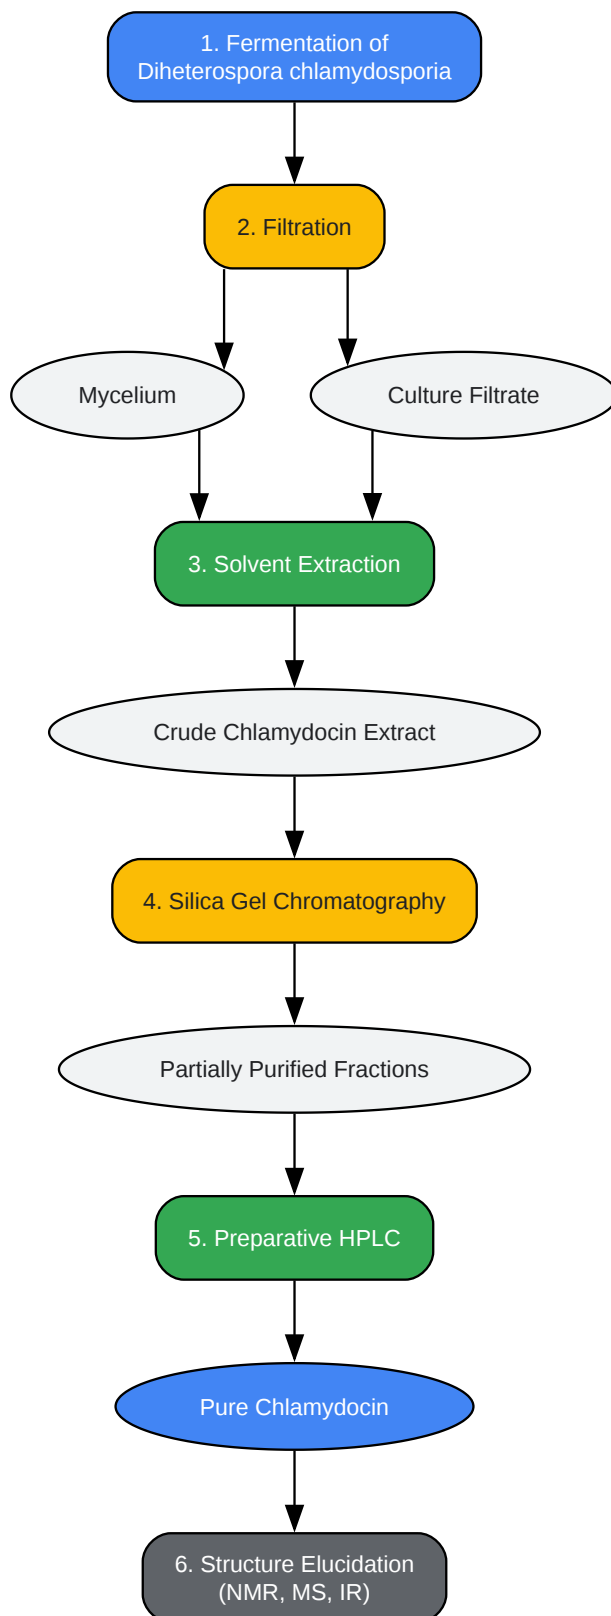 1. Fermentation of
Diheterospora chlamydosporia
2. Filtration
Mycelium
Culture Filtrate
3. Solvent Extraction
Crude Chlamydocin Extract
4. Silica Gel Chromatography
Partially Purified Fractions
5. Preparative HPLC
Pure Chlamydocin
6. Structure Elucidation
(NMR, MS, IR)